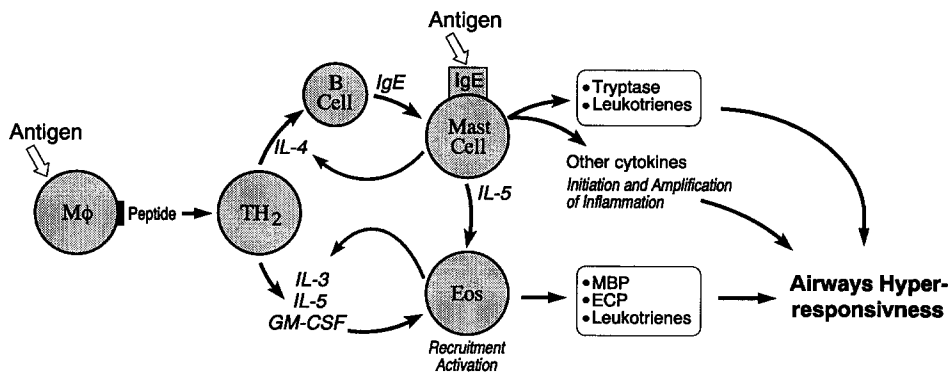 Antigen
Mϕ
Peptide
TH2
B
Cell
IgE
IL-4
Antigen
IgE
Mast
Cell
IL-5
• Tryptase
• Leukotrienes
Other cytokines
Initiation and Amplification
of Inflammation
IL-3
IL-5
GM-CSF
Eos
Recruitment
Activation
• MBP
• ECP
• Leukotrienes
Airways Hyper-
responsivness